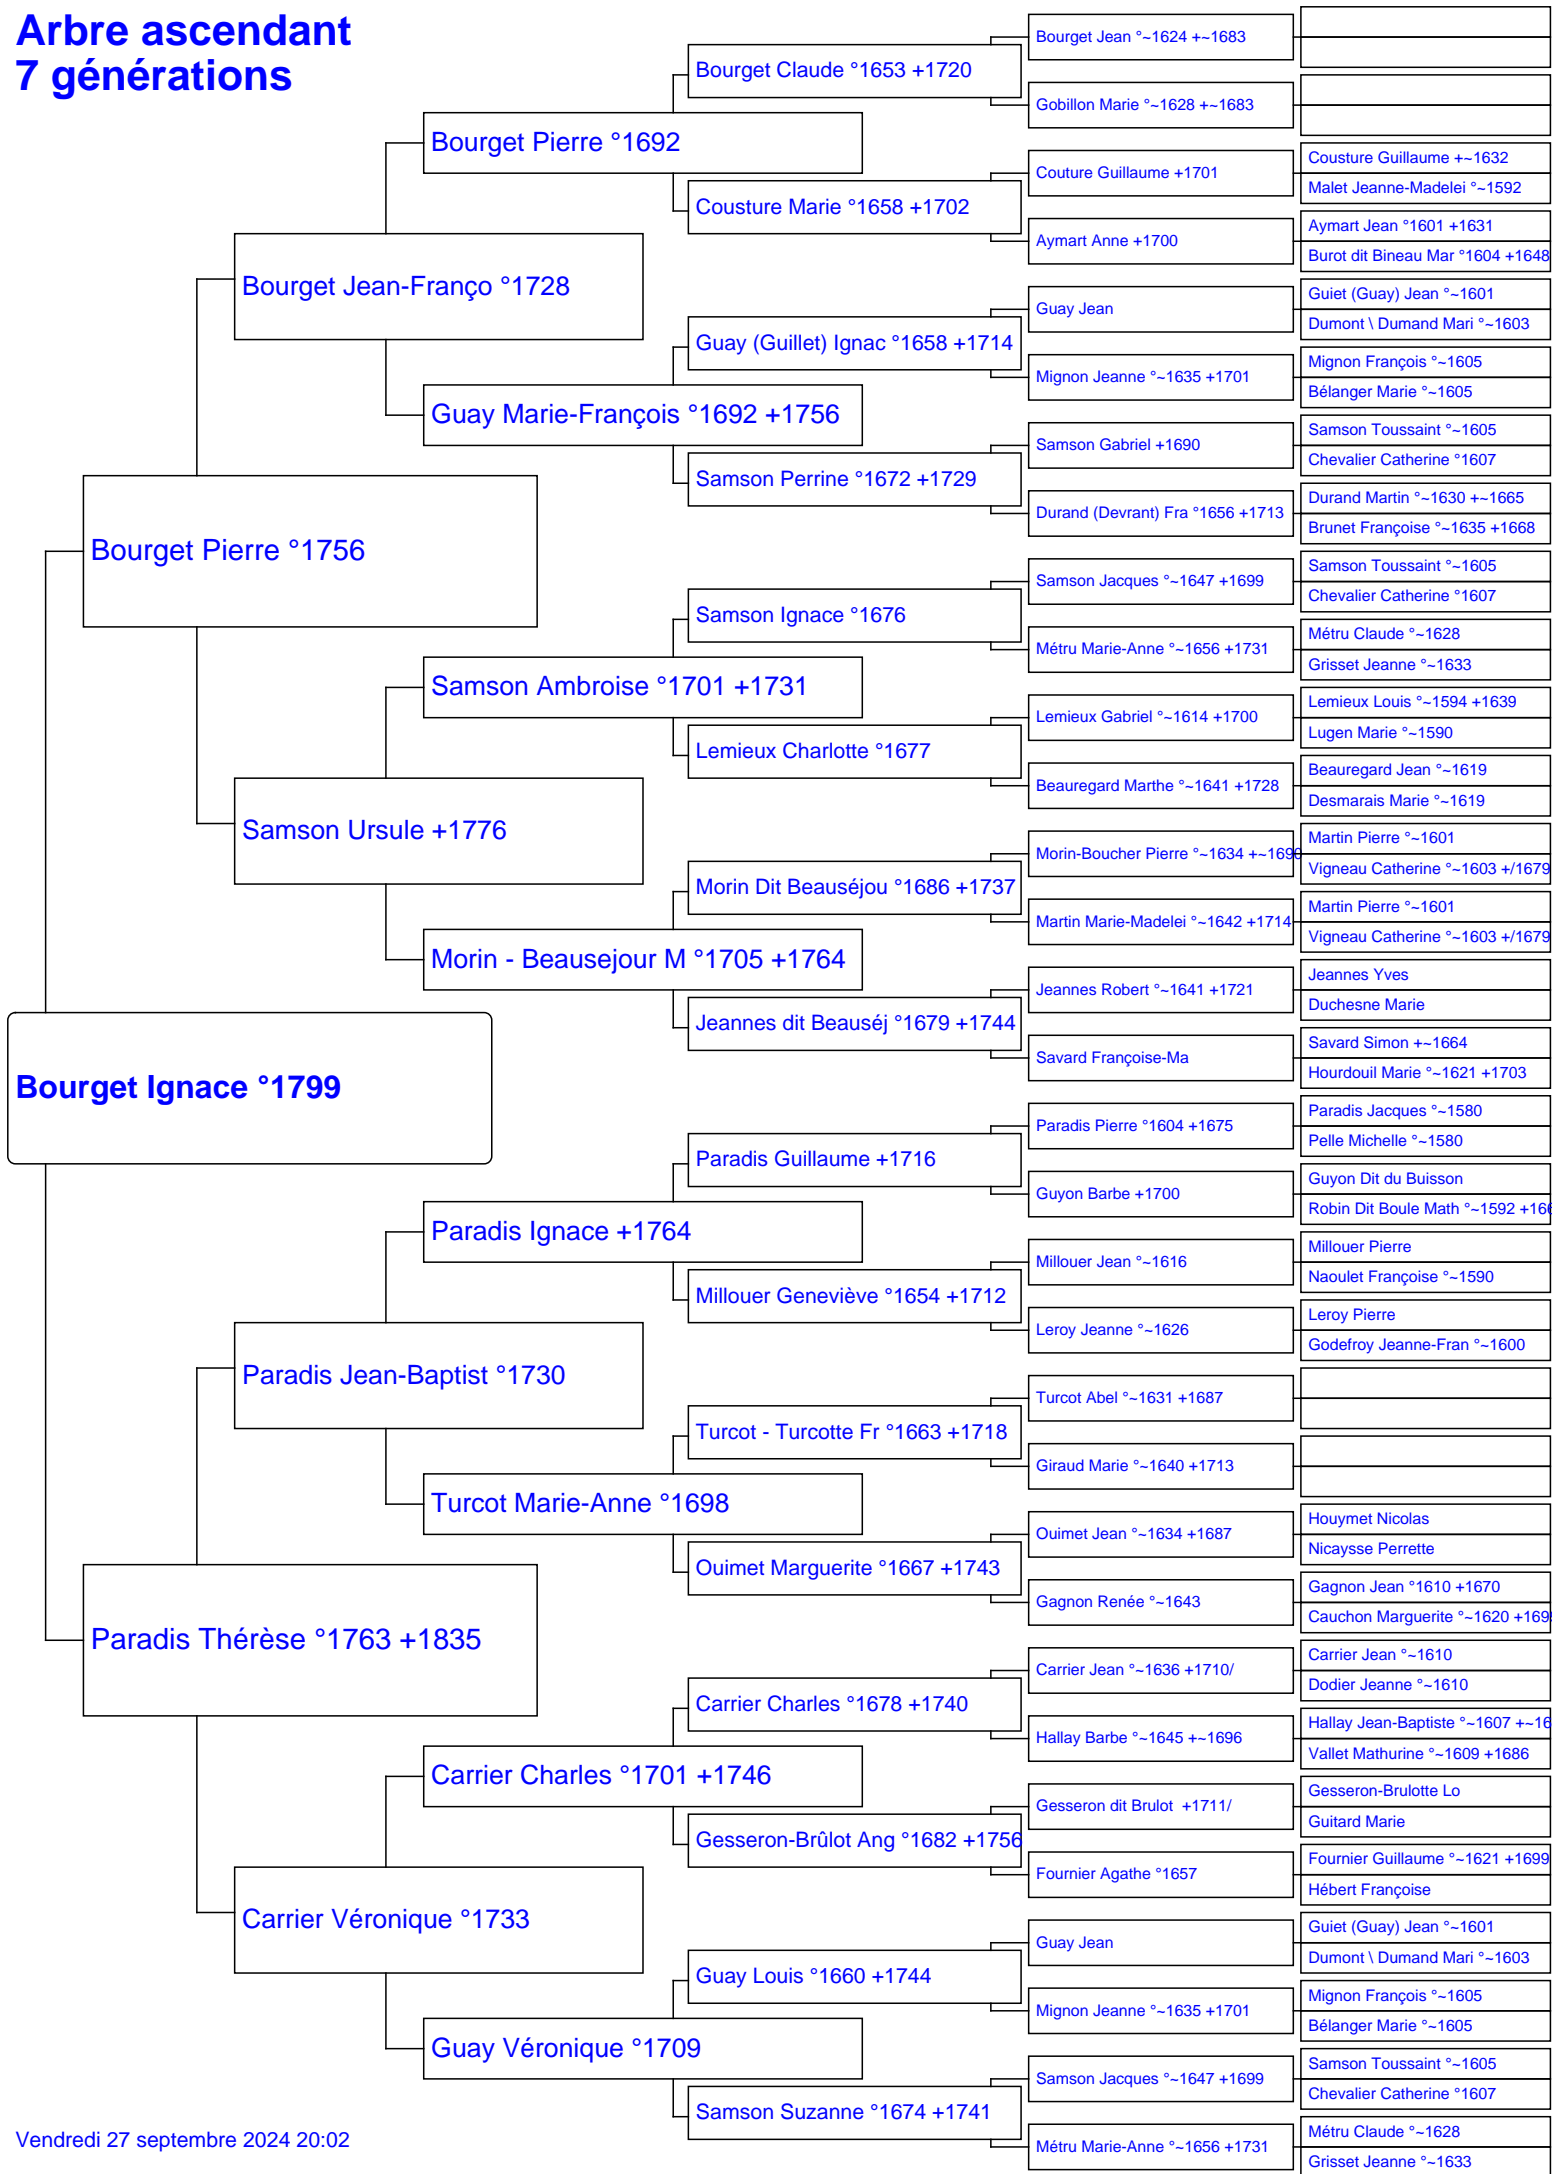 Arbre ascendant
7 générations
Bourget Ignace °1799
Bourget Pierre °1756
Paradis Thérèse °1763 +1835
Bourget Jean-Franço °1728
Samson Ursule +1776
Paradis Jean-Baptist °1730
Carrier Véronique °1733
Bourget Pierre °1692
Guay Marie-François °1692 +1756
Samson Ambroise °1701 +1731
Morin - Beausejour M °1705 +1764
Paradis Ignace +1764
Turcot Marie-Anne °1698
Carrier Charles °1701 +1746
Guay Véronique °1709
Bourget Claude °1653 +1720
Cousture Marie °1658 +1702
Guay (Guillet) Ignac °1658 +1714
Samson Perrine °1672 +1729
Samson Ignace °1676
Lemieux Charlotte °1677
Morin Dit Beauséjou °1686 +1737
Jeannes dit Beauséj °1679 +1744
Paradis Guillaume +1716
Millouer Geneviève °1654 +1712
Turcot - Turcotte Fr °1663 +1718
Ouimet Marguerite °1667 +1743
Carrier Charles °1678 +1740
Gesseron-Brûlot Ang °1682 +1756
Guay Louis °1660 +1744
Samson Suzanne °1674 +1741
Bourget Jean °~1624 +~1683
Gobillon Marie °~1628 +~1683
Couture Guillaume +1701
Aymart Anne +1700
Guay Jean
Mignon Jeanne °~1635 +1701
Samson Gabriel +1690
Durand (Devrant) Fra °1656 +1713
Samson Jacques °~1647 +1699
Métru Marie-Anne °~1656 +1731
Lemieux Gabriel °~1614 +1700
Beauregard Marthe °~1641 +1728
Morin-Boucher Pierre °~1634 +~1690
Martin Marie-Madelei °~1642 +1714
Jeannes Robert °~1641 +1721
Savard Françoise-Ma
Paradis Pierre °1604 +1675
Guyon Barbe +1700
Millouer Jean °~1616
Leroy Jeanne °~1626
Turcot Abel °~1631 +1687
Giraud Marie °~1640 +1713
Ouimet Jean °~1634 +1687
Gagnon Renée °~1643
Carrier Jean °~1636 +1710/
Hallay Barbe °~1645 +~1696
Gesseron dit Brulot  +1711/
Fournier Agathe °1657
Guay Jean
Mignon Jeanne °~1635 +1701
Samson Jacques °~1647 +1699
Métru Marie-Anne °~1656 +1731
Cousture Guillaume +~1632
Malet Jeanne-Madelei °~1592
Aymart Jean °1601 +1631
Burot dit Bineau Mar °1604 +1648
Guiet (Guay) Jean °~1601
Dumont \ Dumand Mari °~1603
Mignon François °~1605
Bélanger Marie °~1605
Samson Toussaint °~1605
Chevalier Catherine °1607
Durand Martin °~1630 +~1665
Brunet Françoise °~1635 +1668
Samson Toussaint °~1605
Chevalier Catherine °1607
Métru Claude °~1628
Grisset Jeanne °~1633
Lemieux Louis °~1594 +1639
Lugen Marie °~1590
Beauregard Jean °~1619
Desmarais Marie °~1619
Martin Pierre °~1601
Vigneau Catherine °~1603 +/1679
Martin Pierre °~1601
Vigneau Catherine °~1603 +/1679
Jeannes Yves
Duchesne Marie
Savard Simon +~1664
Hourdouil Marie °~1621 +1703
Paradis Jacques °~1580
Pelle Michelle °~1580
Guyon Dit du Buisson
Robin Dit Boule Math °~1592
Millouer Pierre
Naoulet Françoise °~1590
Leroy Pierre
Godefroy Jeanne-Fran °~1600
Houymet Nicolas
Nicaysse Perrette
Gagnon Jean °1610 +1670
Cauchon Marguerite °~1620
Carrier Jean °~1610
Dodier Jeanne °~1610
Hallay Jean-Baptiste °~1607
Vallet Mathurine °~1609 +1686
Gesseron-Brulotte Lo
Guitard Marie
Fournier Guillaume °~1621 +1699
Hébert Françoise
Guiet (Guay) Jean °~1601
Dumont \ Dumand Mari °~1603
Mignon François °~1605
Bélanger Marie °~1605
Samson Toussaint °~1605
Chevalier Catherine °1607
Métru Claude °~1628
Grisset Jeanne °~1633
Vendredi 27 septembre 2024 20:02